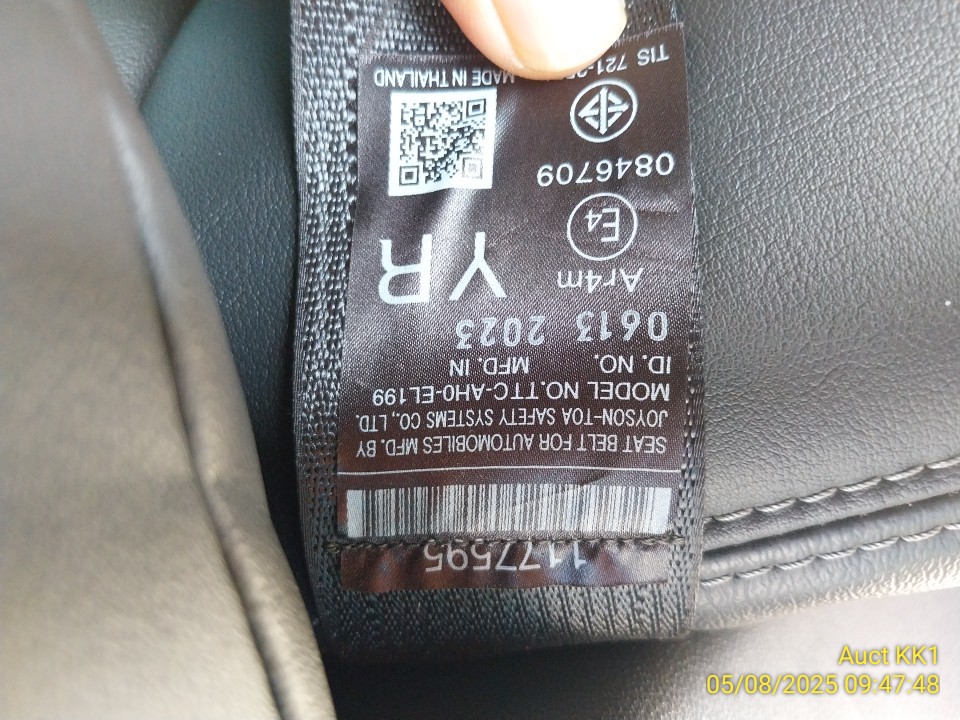 1177595
SEAT BELT FOR AUTOMOBILES MFD. BY
JOYSON-TOA SAFETY SYSTEMS CO., LTD.
MODEL NO.TTC-AH0-EL199
ID. NO. MFD. IN
0613 2023
Ar4m
YR
E4
0846709
TIS 721-
MADE IN THAILAND
Auct KK1
05/08/2025 09:47:48